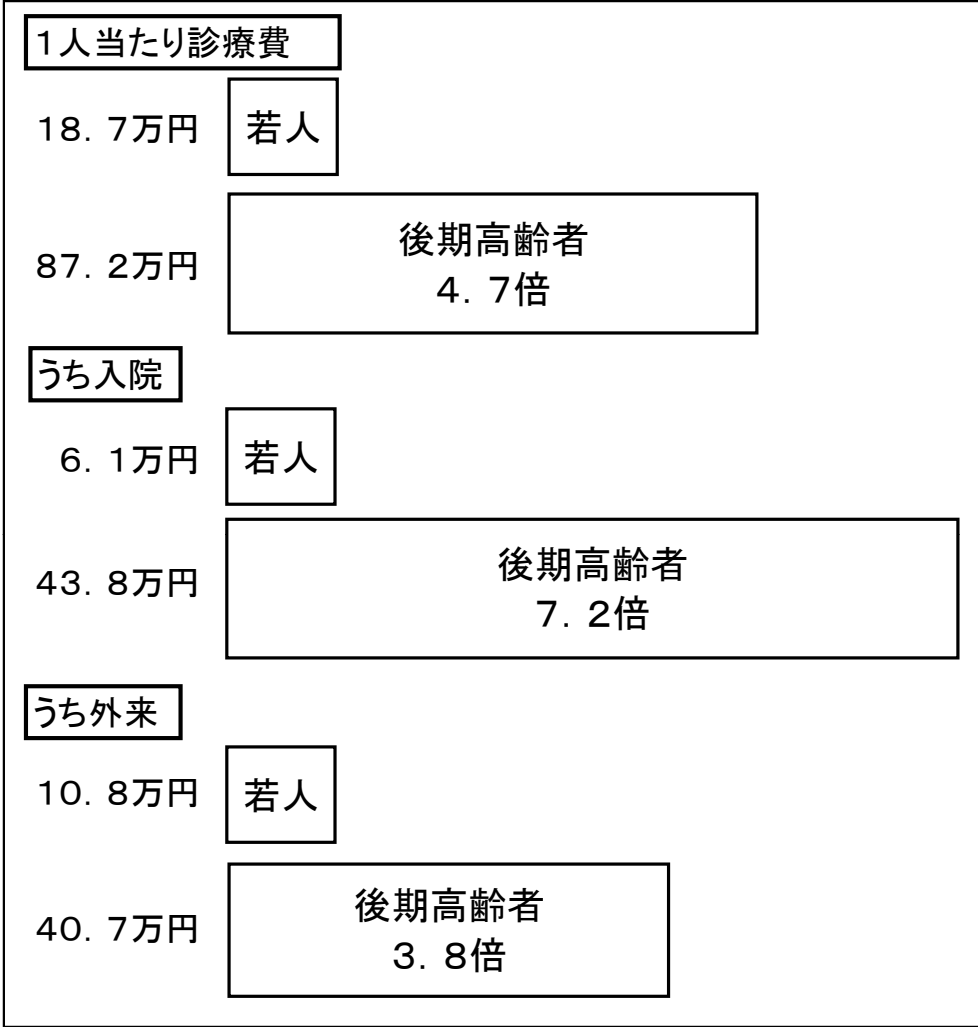 １人当たり診療費
１８．７万円
若人
８７．２万円
後期高齢者
４．７倍
うち入院
６．１万円
若人
４３．８万円
後期高齢者
７．２倍
うち外来
１０．８万円
若人
４０．７万円
後期高齢者
３．８倍